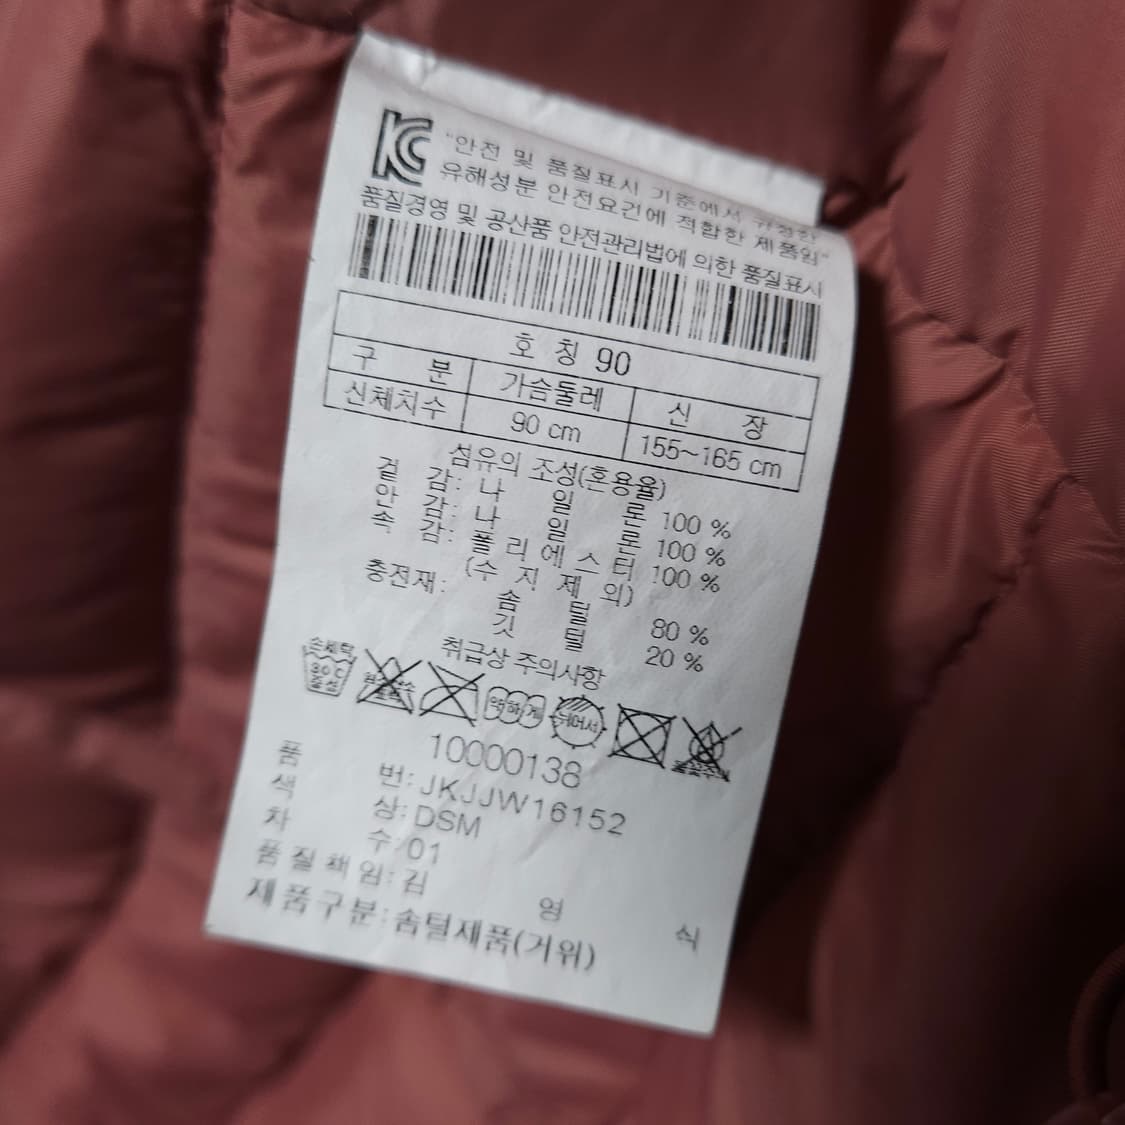 "안전 및 품질표시 기준에서 규정한
유해성분 안전요건에 적합한 제품임"
품질경영 및 공산품 안전관리법에 의한 품질표시
호 칭 90
구 분 가슴둘레 신 장
신체치수 90 cm 155~165 cm
섬유의 조성(혼용율)
겉 감: 나 일 론 100 %
안 감: 나 일 론 100 %
속 감: 폴 리 에 스 터 100 %
충전재: (수 지 제 외)
솜 털 80 %
깃 털 20 %
취급상 주의사항
손세탁 30℃ 중성
약하게
뉘어서
10000138
품 번: JKJJW16152
색 상: DSM
차 수: 01
품 질 책 임: 김 영 식
제품구분: 솜털제품(거위)